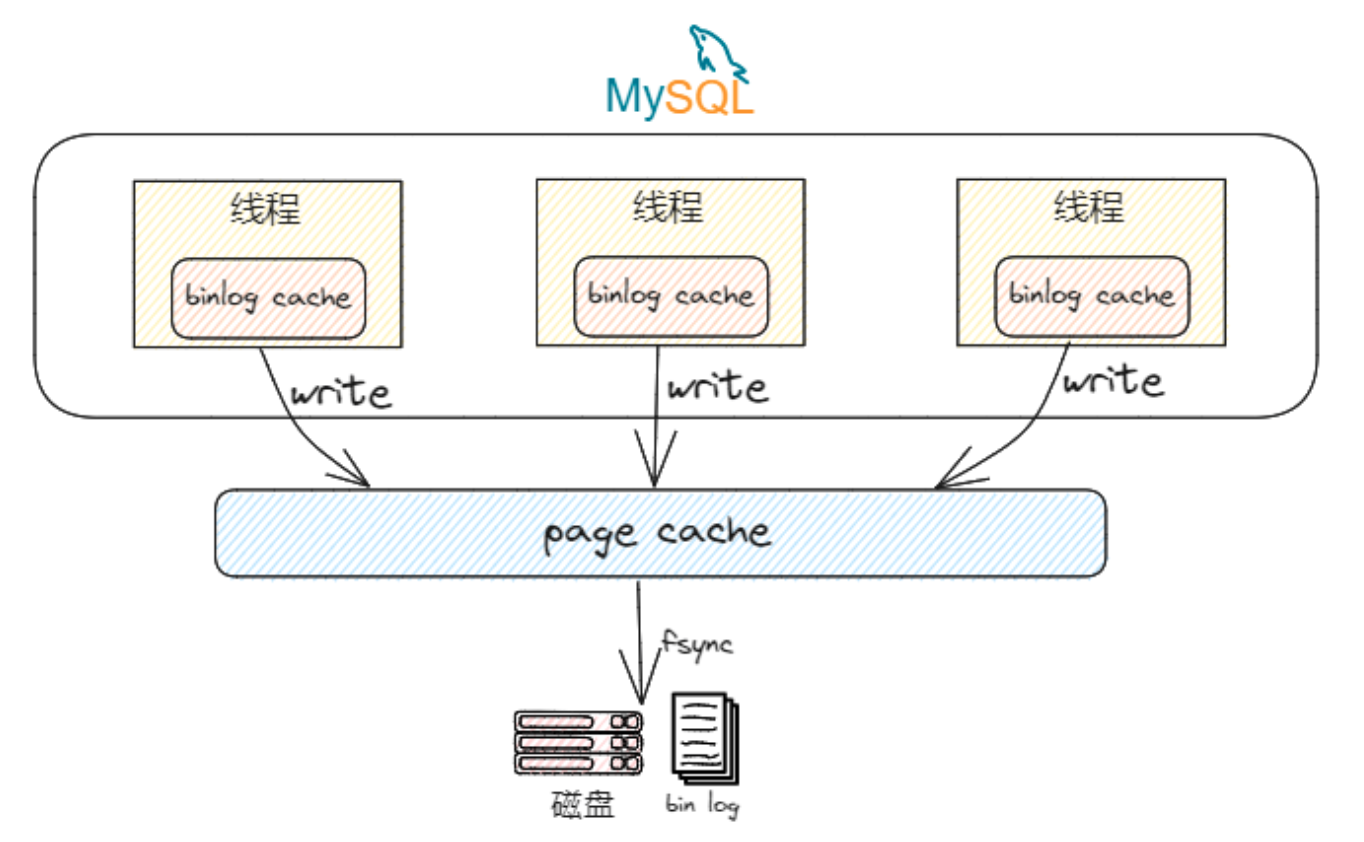 MySQL
线程
线程
线程
binlog cache
binlog cache
binlog cache
write
write
write
page cache
fsync
磁盘
bin log